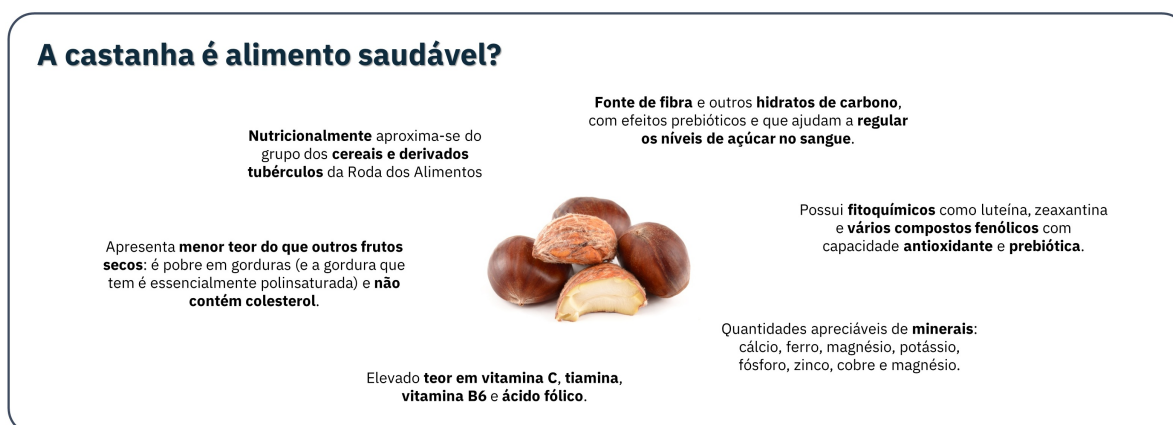 A castanha é alimento saudável?
Fonte de fibra e outros hidratos de carbono,
com efeitos prebióticos e que ajudam a regular
os níveis de açúcar no sangue.
Nutricionalmente aproxima-se do
grupo dos cereais e derivados
tubérculos da Roda dos Alimentos
Possui fitoquímicos como luteína, zeaxantina
e vários compostos fenólicos com
capacidade antioxidante e prebiótica.
Apresenta menor teor do que outros frutos
secos: é pobre em gorduras (e a gordura que
tem é essencialmente polinsaturada) e não
contém colesterol.
Quantidades apreciáveis de minerais:
cálcio, ferro, magnésio, potássio,
fósforo, zinco, cobre e magnésio.
Elevado teor em vitamina C, tiamina,
vitamina B6 e ácido fólico.